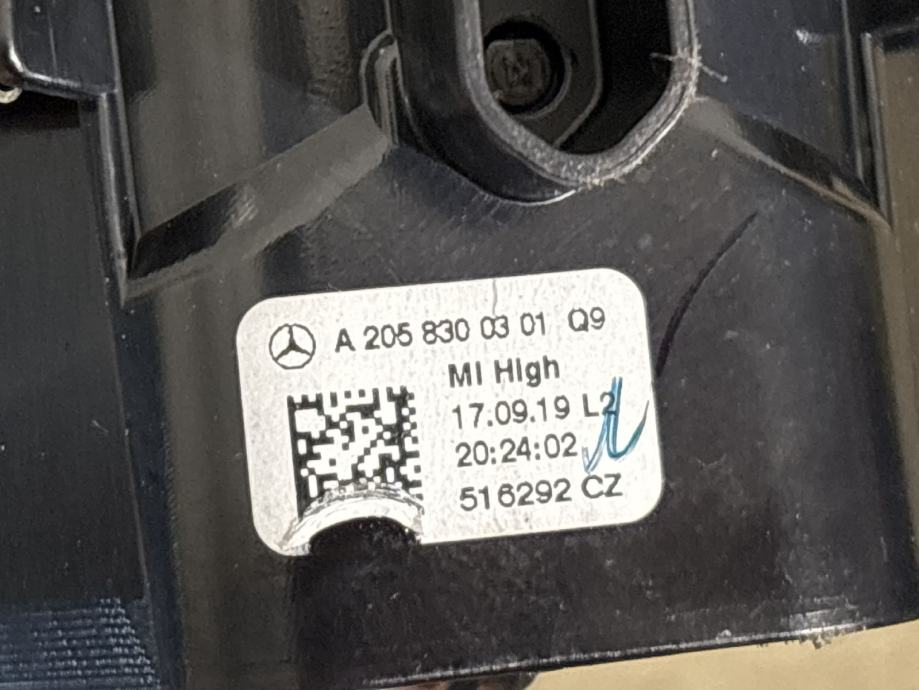 A 205 830 03 01 Q9
MI High
17.09.19 L2
20:24:02
516292 CZ